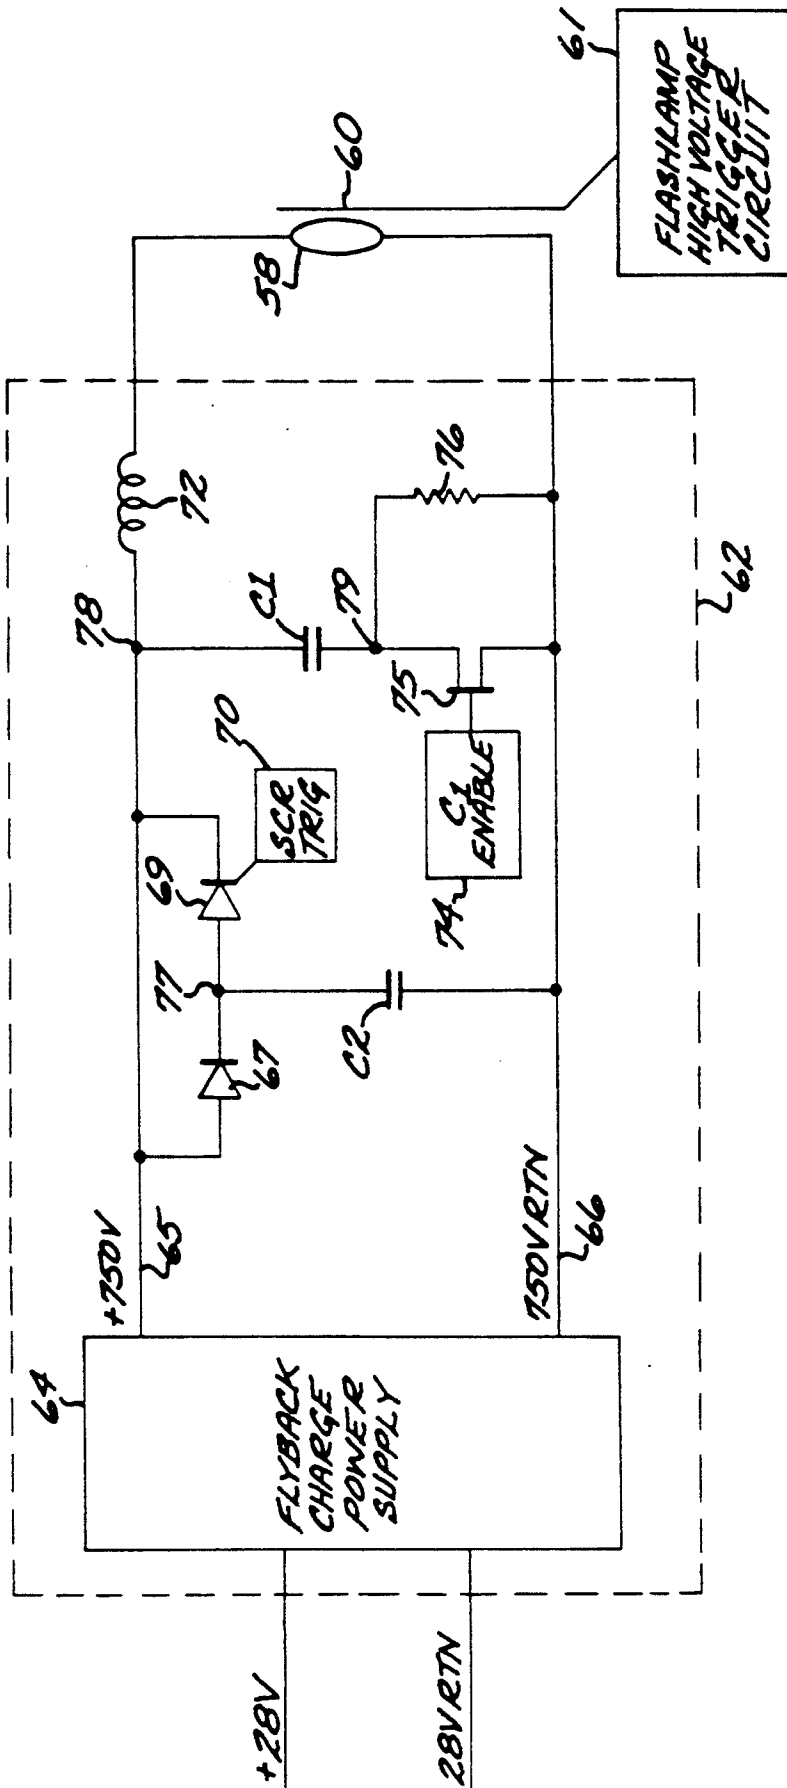 +28V
28V RTN
64
FLYBACK
CHARGE
POWER
SUPPLY
+750V
65
750V RTN
66
67
77
C2
69
70
SCR
TRIG
74
C1
ENABLE
75
78
C1
79
76
72
62
58
60
61
FLASHLAMP
HIGH VOLTAGE
TRIGGER
CIRCUIT